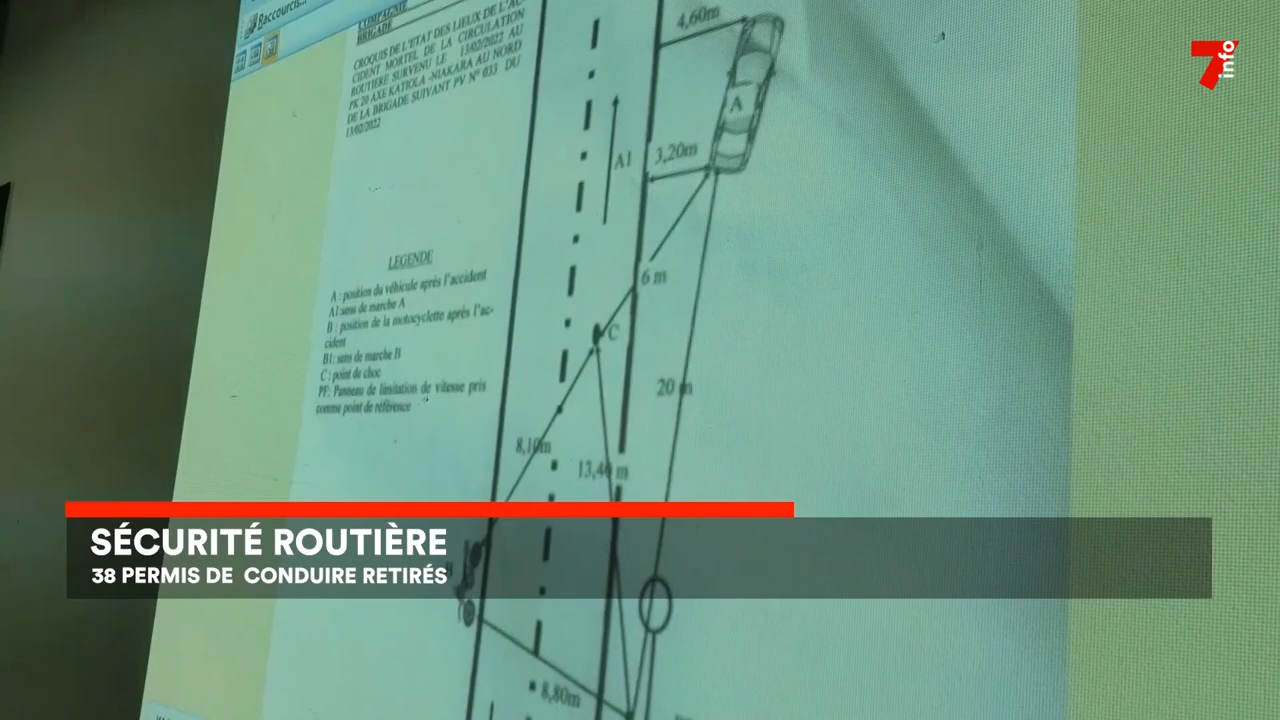 Raccourcis...
COMPAGNIE
BRIGADE
CROQUIS DE L'ETAT DES LIEUX DE L'AC-
CIDENT MORTEL DE LA CIRCULATION
ROUTIERE SURVENU LE 13/02/2022 AU
PK 20 AXE KATIOLA -NIAKARA AU NORD
DE LA BRIGADE SUIVANT PV N° 033 DU
13/02/2022
4,60m
A
A1
3,20m
7info
LEGENDE
A : position du véhicule après l'accident
A1:sens de marche A
B : position de la motocyclette après l'ac-
cident
B1: sens de marche B
C : point de choc
PF: Panneau de limitation de vitesse pris
comme point de référence
6 m
C
20 m
8,10m
13,40 m
SÉCURITÉ ROUTIÈRE
38 PERMIS DE CONDUIRE RETIRÉS
8,80m